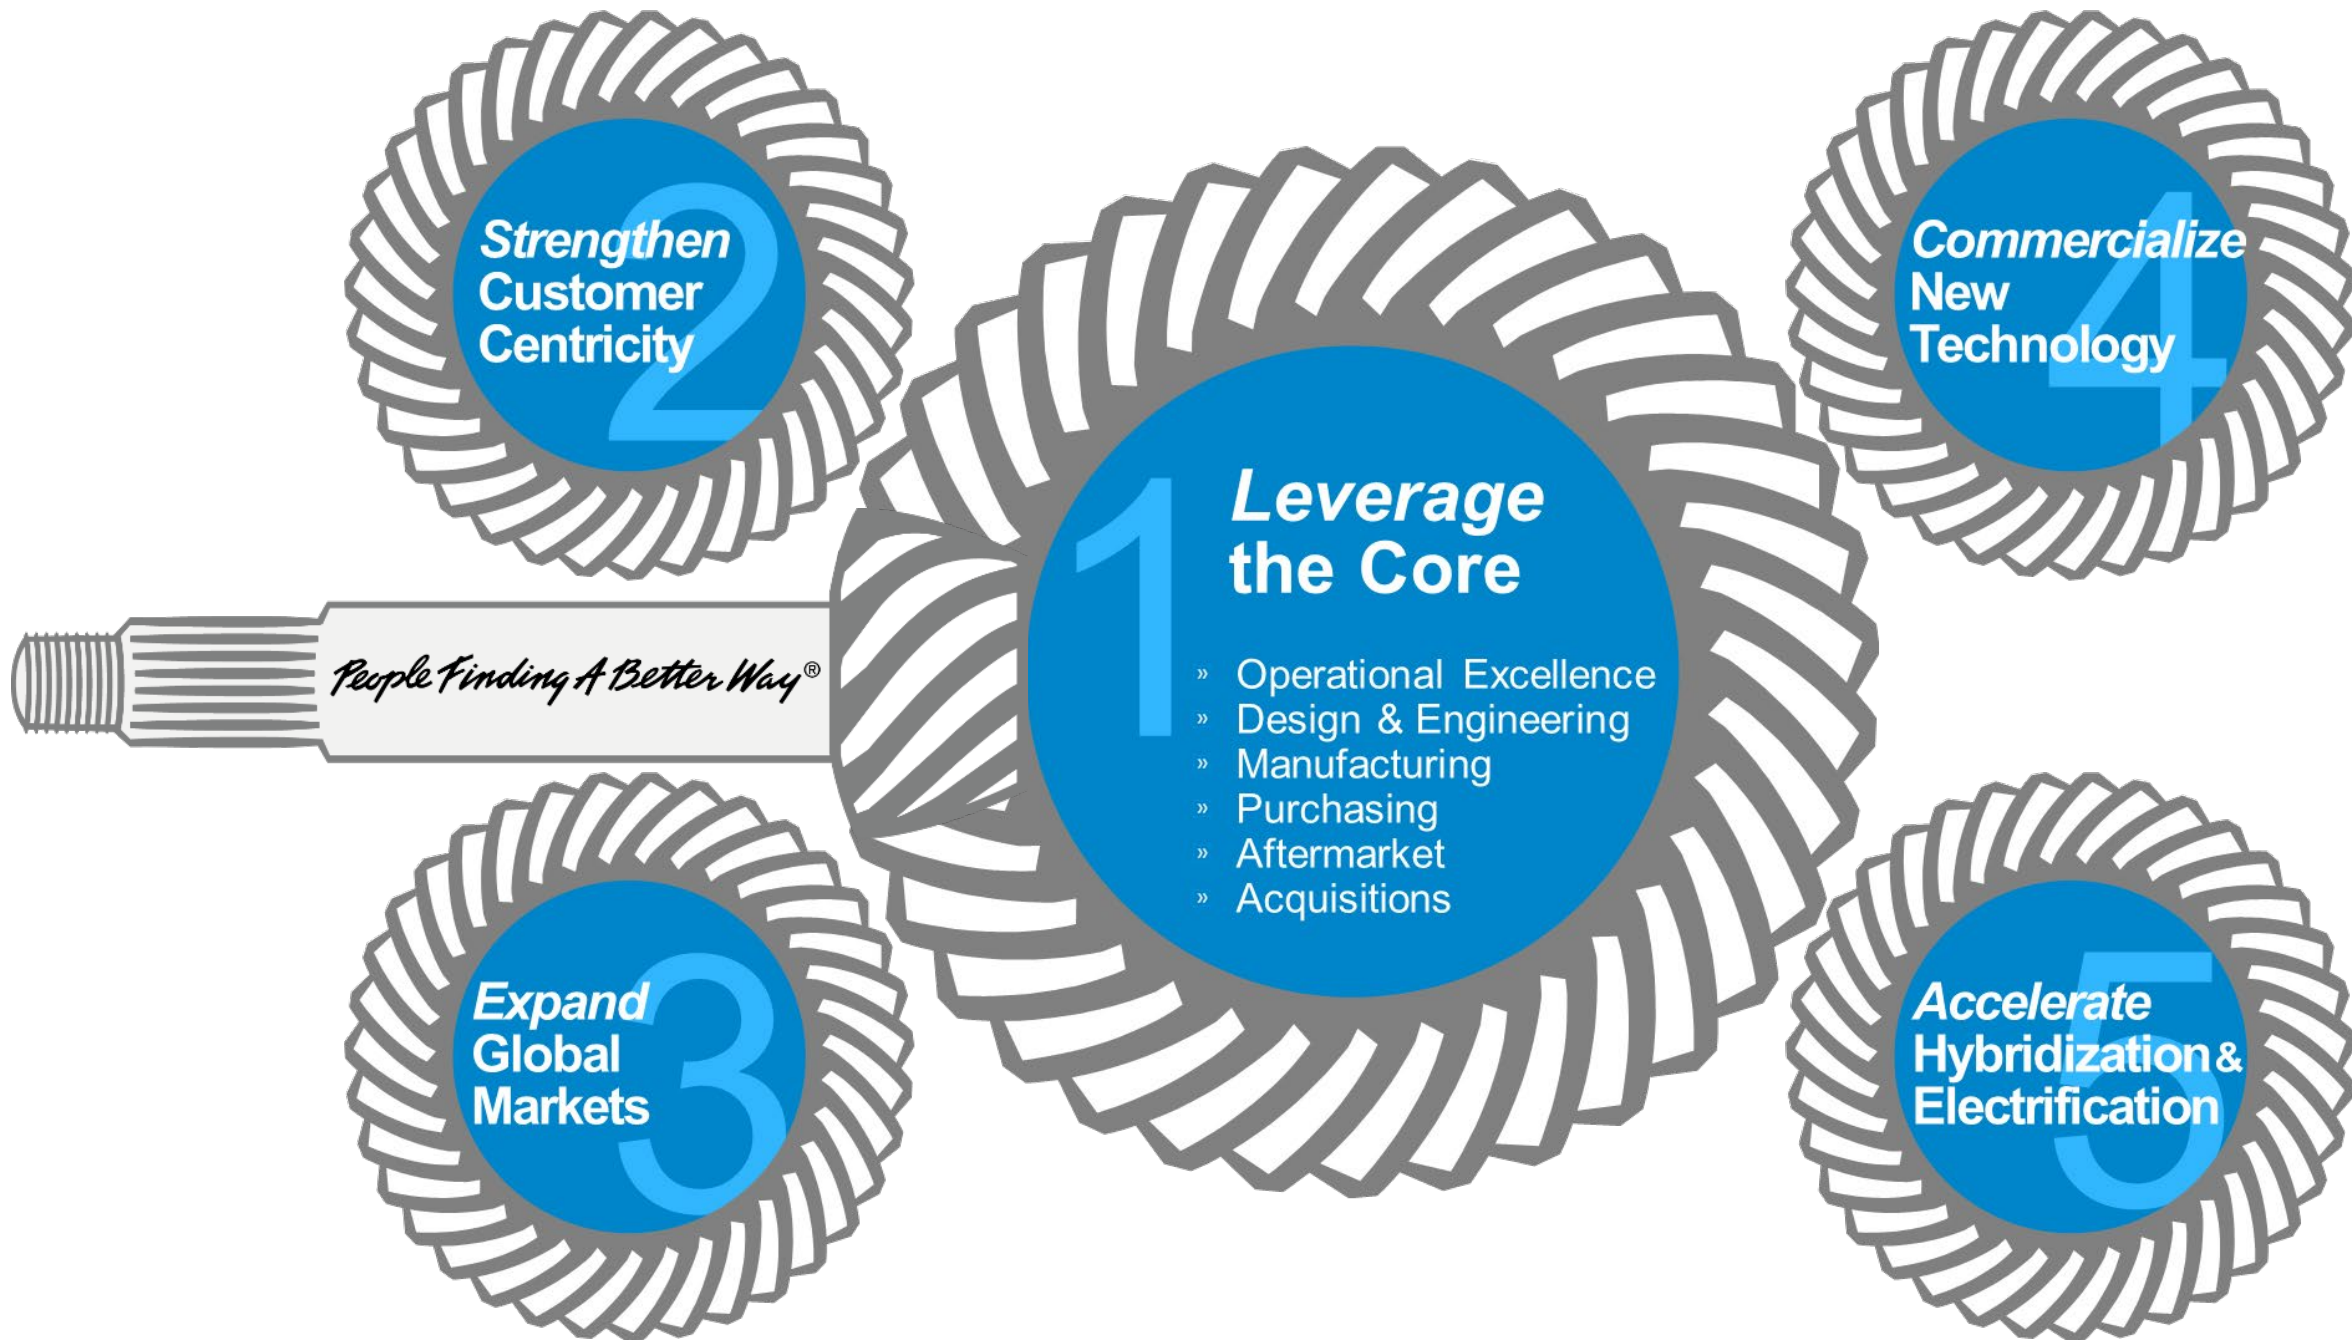 2
Strengthen
Customer
Centricity
4
Commercialize
New
Technology
1
Leverage
the Core
» Operational Excellence
» Design & Engineering
» Manufacturing
» Purchasing
» Aftermarket
» Acquisitions
People Finding A Better Way®
3
Expand
Global
Markets
5
Accelerate
Hybridization &
Electrification